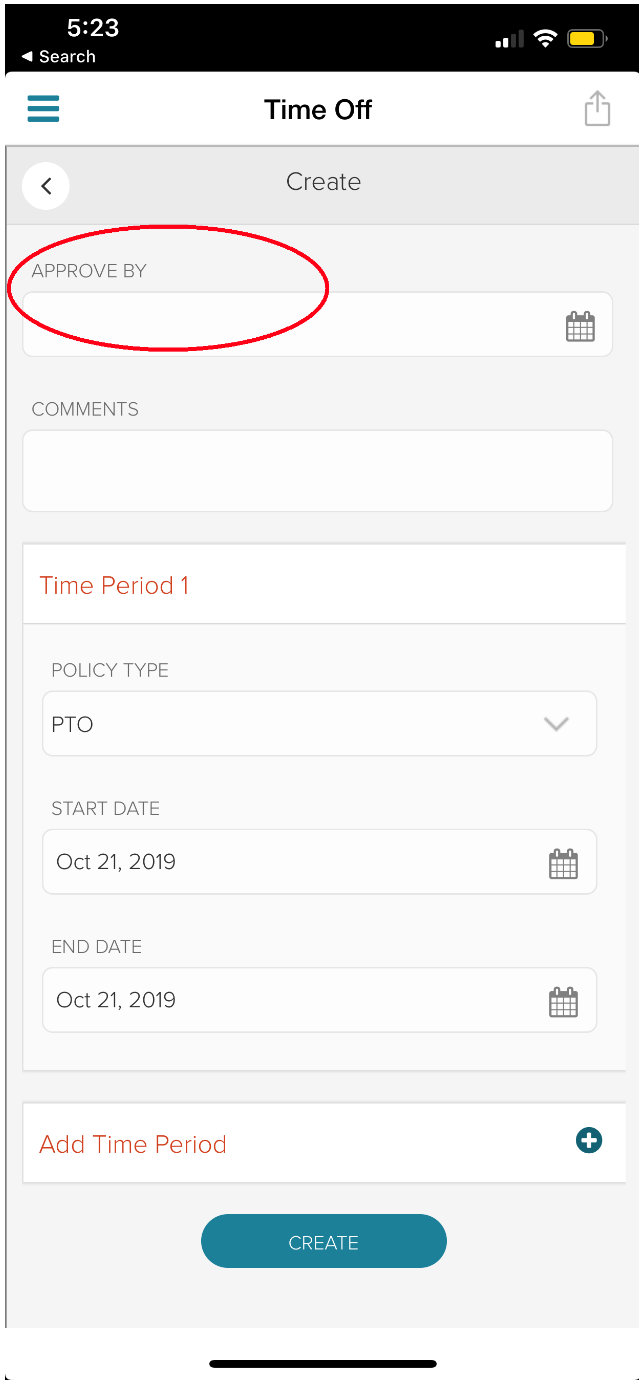 5:23
Search
Time Off
Create
APPROVE BY
COMMENTS
Time Period 1
POLICY TYPE
PTO
START DATE
Oct 21, 2019
END DATE
Oct 21, 2019
Add Time Period
CREATE